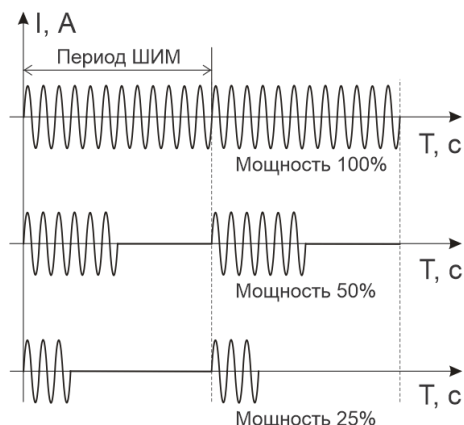 I, A
Период ШИМ
T, c
Мощность 100%
T, c
Мощность 50%
T, c
Мощность 25%